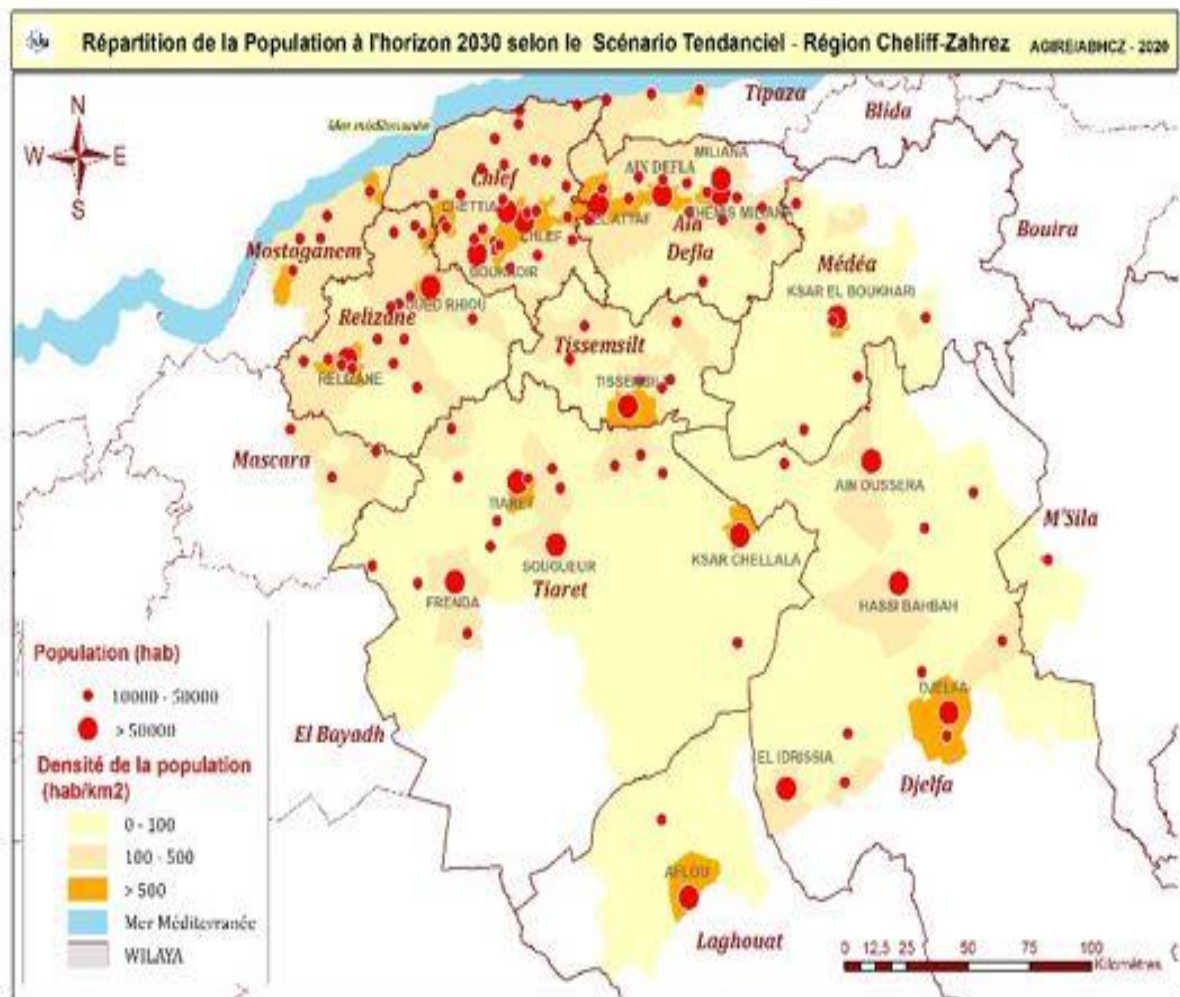 Répartition de la Population à l'horizon 2030 selon le Scénario Tendanciel - Région Cheliff-Zahrez
AGIRE/ABHCZ - 2020
N
W E
S
Mer méditerranée
Tipaza
Blida
MILIANA
AIN DEFLA
Chlef
CHETTIA
EL ATTAF
KHEMIS MILIANA
CHLEF
Ain
Defla
Bouira
Mostaganem
BOUKADIR
Médéa
KSAR EL BOUKHARI
OUED RHIOU
Relizane
Tissemsilt
RELIZANE
TISSEMSILT
Mascara
AIN OUSSERA
TIARET
M'Sila
KSAR CHELLALA
SOUGUEUR
Tiaret
FRENDA
HASSI BAHBAH
DJELFA
El Bayadh
EL IDRISSIA
Djelfa
AFLOU
Laghouat
Population (hab)
10000 - 50000
> 50000
Densité de la population
(hab/km2)
0 - 100
100 - 500
> 500
Mer Méditerranée
WILAYA
0 12,5 25 50 75 100
Kilomètres